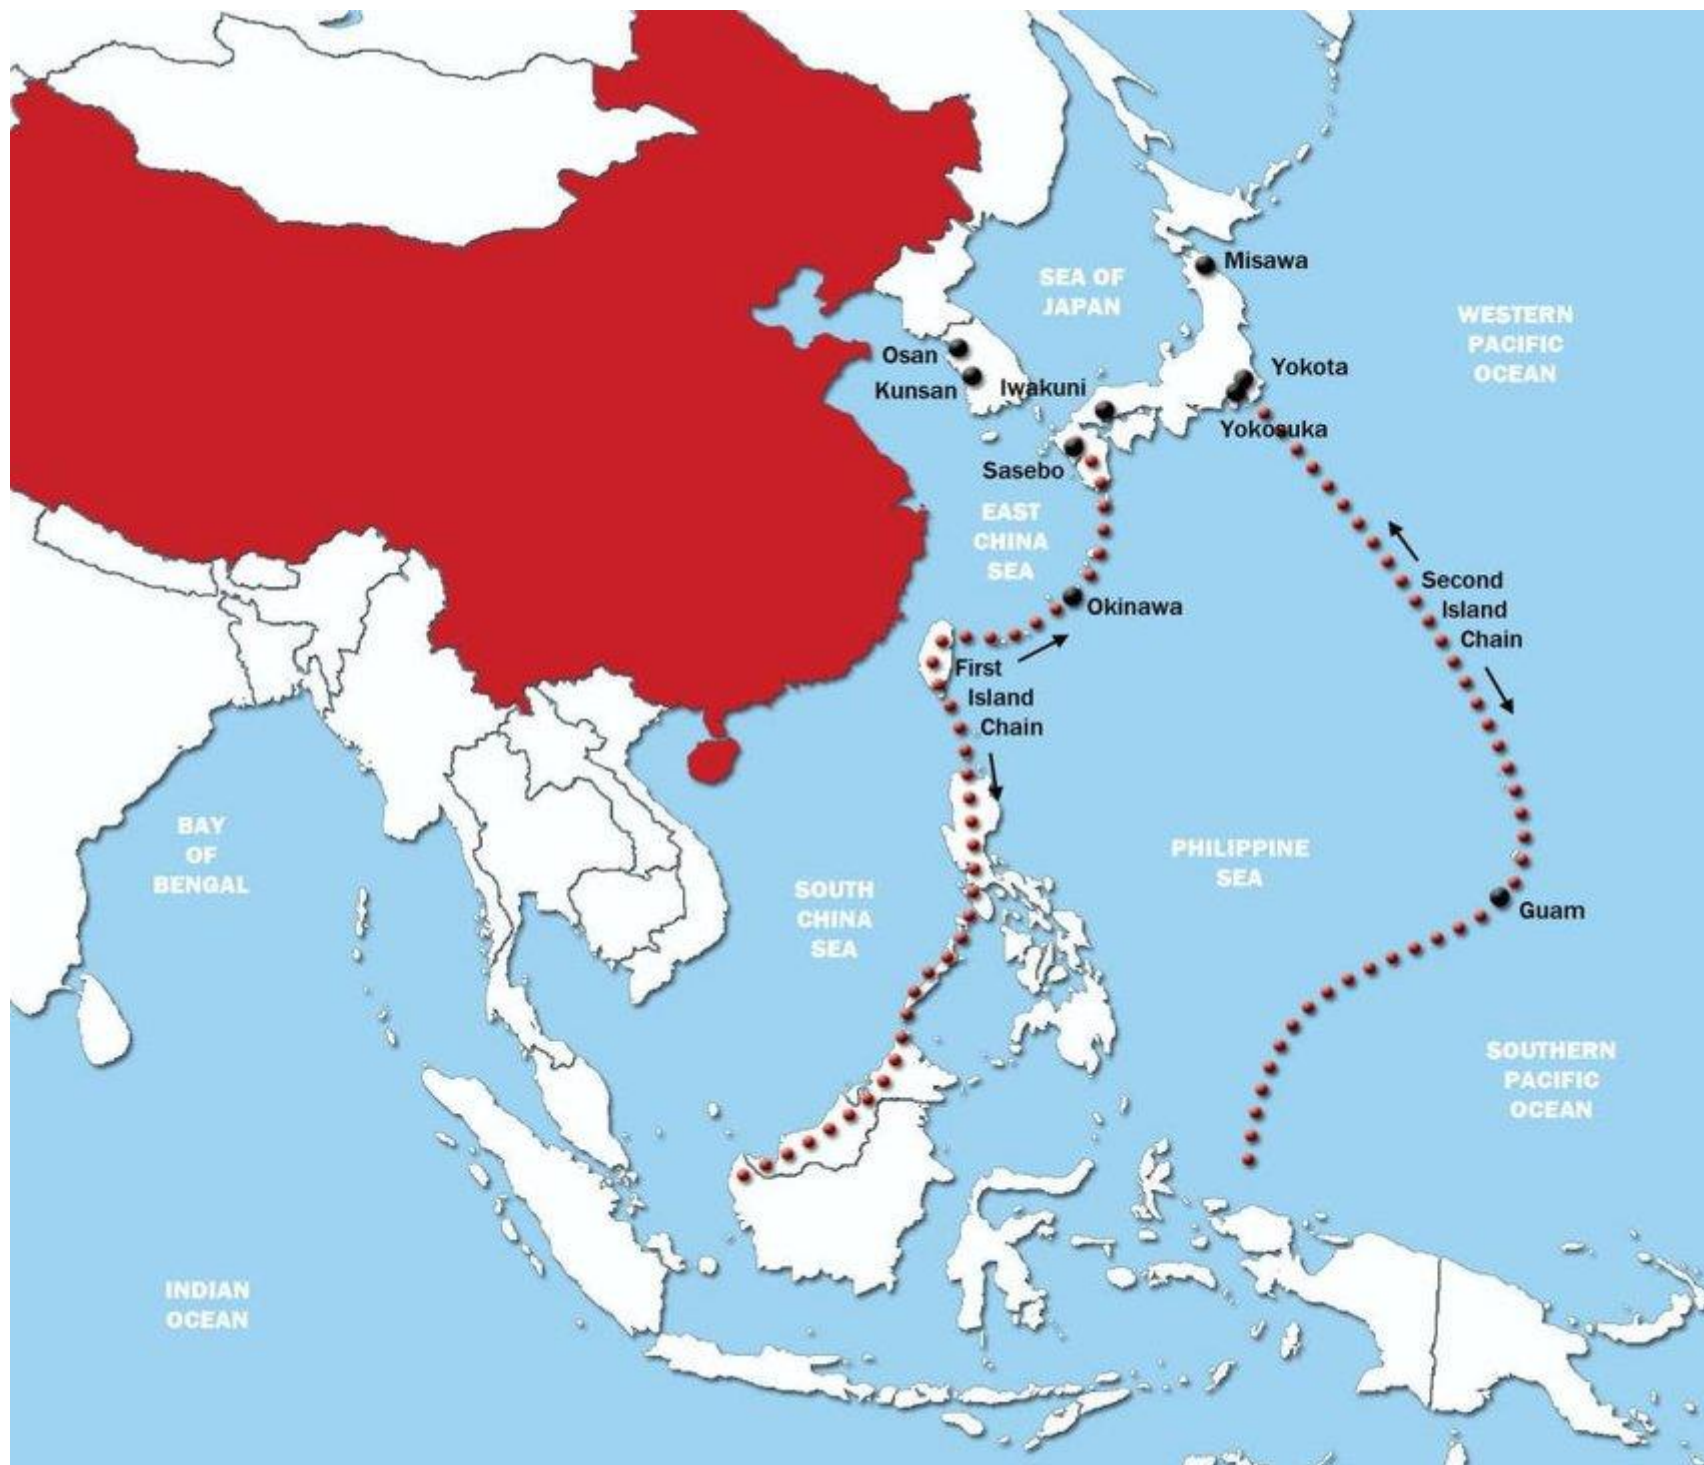 Misawa
SEA OF
JAPAN
WESTERN
PACIFIC
OCEAN
Osan
Kunsan
Iwakuni
Yokota
Yokosuka
Sasebo
EAST
CHINA
SEA
Second
Island
Chain
Okinawa
First
Island
Chain
BAY
OF
BENGAL
PHILIPPINE
SEA
SOUTH
CHINA
SEA
Guam
SOUTHERN
PACIFIC
OCEAN
INDIAN
OCEAN